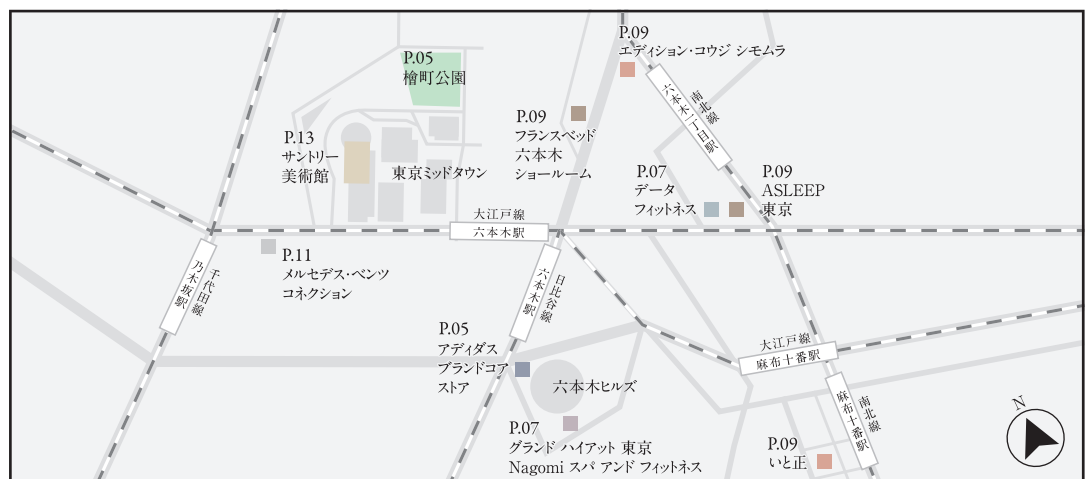 P.09
エディション・コウジ シモムラ
P.05
檜町公園
南北線
六本木一丁目駅
P.09
フランスベッド
六本木
ショールーム
P.13
サントリー
美術館
東京ミッドタウン
P.07
データ
フィットネス
P.09
ASLEEP
東京
大江戸線
六本木駅
P.11
メルセデス・ベンツ
コネクション
千代田線
乃木坂駅
日比谷線
六本木駅
P.05
アディダス
ブランドコア
ストア
六本木ヒルズ
大江戸線
麻布十番駅
南北線
麻布十番駅
P.07
グランド ハイアット 東京
Nagomi スパ アンド フィットネス
P.09
いと正
N